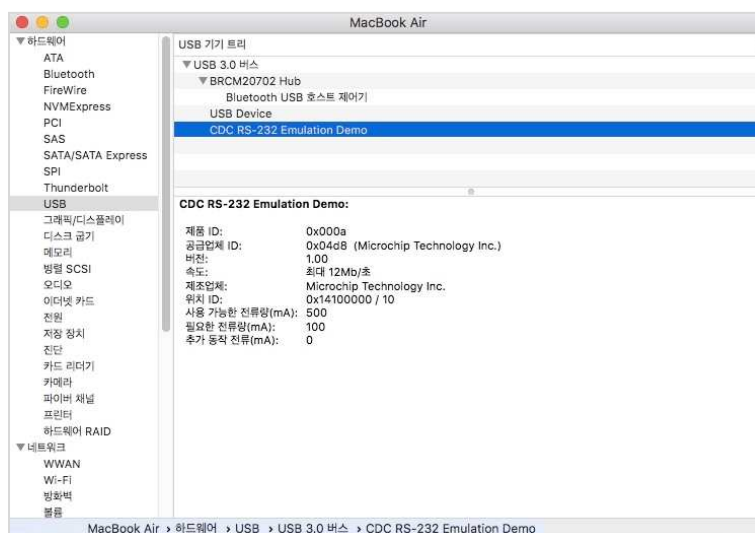 MacBook Air
하드웨어
ATA
Bluetooth
FireWire
NVMExpress
PCI
SAS
SATA/SATA Express
SPI
Thunderbolt
USB
그래픽/디스플레이
디스크 굽기
메모리
병렬 SCSI
오디오
이더넷 카드
전원
저장 장치
진단
카드 리더기
카메라
파이버 채널
프린터
하드웨어 RAID
네트워크
WWAN
Wi-Fi
방화벽
볼륨
USB 기기 트리
USB 3.0 버스
BRCM20702 Hub
Bluetooth USB 호스트 제어기
USB Device
CDC RS-232 Emulation Demo
CDC RS-232 Emulation Demo:
제품 ID: 0x000a
공급업체 ID: 0x04d8 (Microchip Technology Inc.)
버전: 1.00
속도: 최대 12Mb/초
제조업체: Microchip Technology Inc.
위치 ID: 0x14100000 / 10
사용 가능한 전류량(mA): 500
필요한 전류량(mA): 100
추가 동작 전류(mA): 0
MacBook Air › 하드웨어 › USB › USB 3.0 버스 › CDC RS-232 Emulation Demo